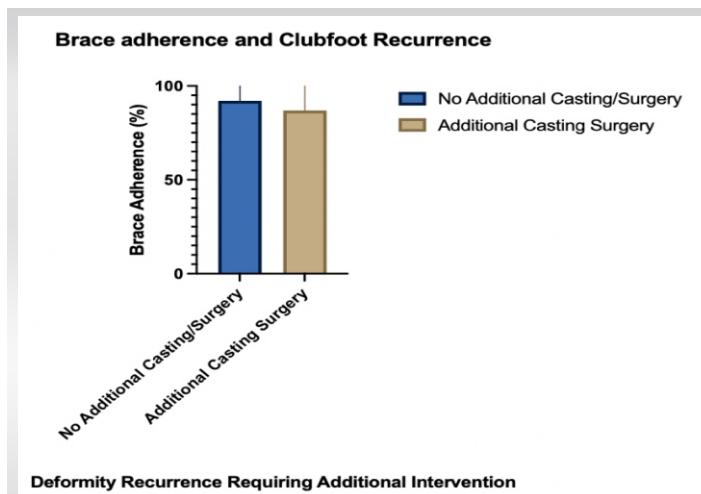 Brace adherence and Clubfoot Recurrence
100
50
0
Brace Adherence (%)
No Additional Casting/Surgery
Additional Casting Surgery
No Additional Casting/Surgery
Additional Casting Surgery
Deformity Recurrence Requiring Additional Intervention